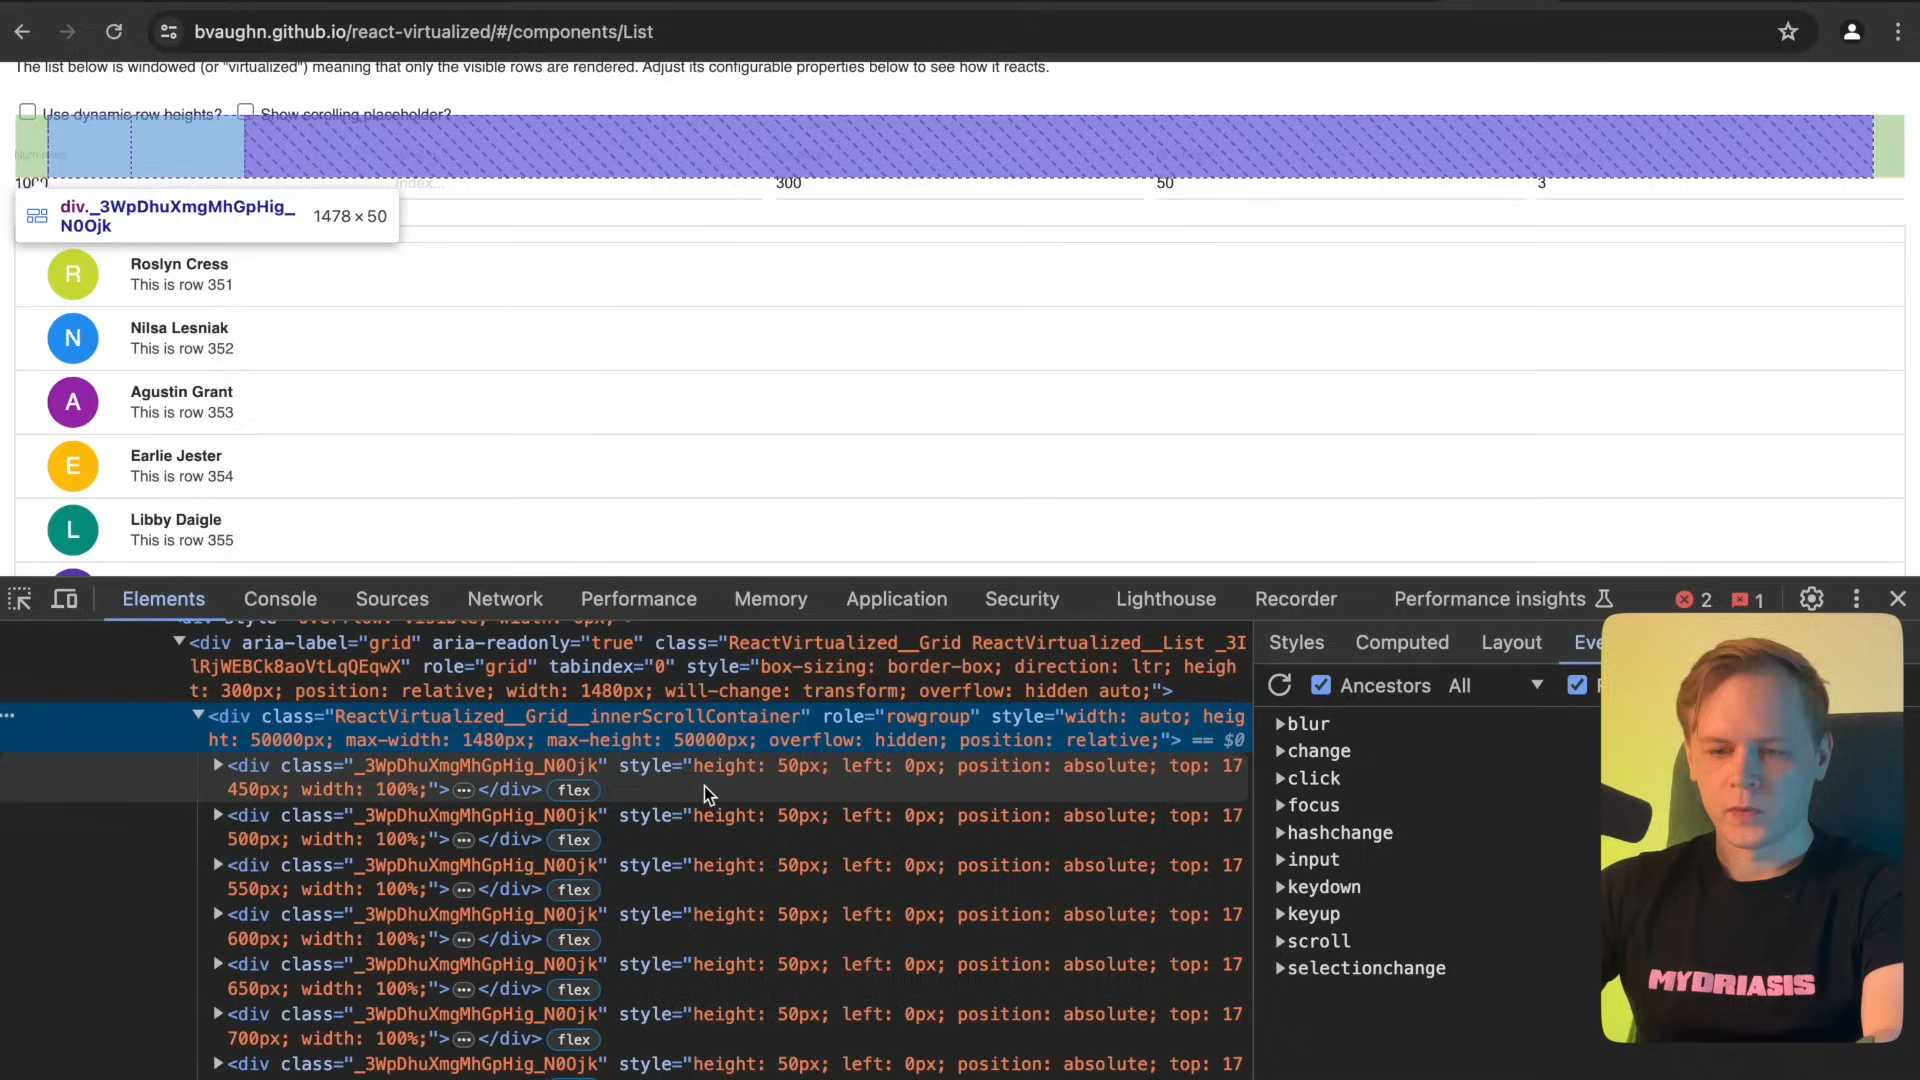 bvaughn.github.io/react-virtualized/#/components/List
The list below is windowed (or "virtualized") meaning that only the visible rows are rendered. Adjust its configurable properties below to see how it reacts.
Use dynamic row heights? Show scrolling placeholder?
Num rows
1000 Index... 300 50 3
div._3WpDhuXmgMhGpHig_ 1478 × 50
N0Ojk
R Roslyn Cress
This is row 351
N Nilsa Lesniak
This is row 352
A Agustin Grant
This is row 353
E Earlie Jester
This is row 354
L Libby Daigle
This is row 355
Elements Console Sources Network Performance Memory Application Security Lighthouse Recorder Performance insights 2 1
<div aria-label="grid" aria-readonly="true" class="ReactVirtualized__Grid ReactVirtualized__List _3I
lRjWEBCk8aoVtLqQEqwX" role="grid" tabindex="0" style="box-sizing: border-box; direction: ltr; heigh
t: 300px; position: relative; width: 1480px; will-change: transform; overflow: hidden auto;">
<div class="ReactVirtualized__Grid__innerScrollContainer" role="rowgroup" style="width: auto; heig
ht: 50000px; max-width: 1480px; max-height: 50000px; overflow: hidden; position: relative;"> == $0
<div class="_3WpDhuXmgMhGpHig_N0Ojk" style="height: 50px; left: 0px; position: absolute; top: 17
450px; width: 100%;">…</div> flex
<div class="_3WpDhuXmgMhGpHig_N0Ojk" style="height: 50px; left: 0px; position: absolute; top: 17
500px; width: 100%;">…</div> flex
<div class="_3WpDhuXmgMhGpHig_N0Ojk" style="height: 50px; left: 0px; position: absolute; top: 17
550px; width: 100%;">…</div> flex
<div class="_3WpDhuXmgMhGpHig_N0Ojk" style="height: 50px; left: 0px; position: absolute; top: 17
600px; width: 100%;">…</div> flex
<div class="_3WpDhuXmgMhGpHig_N0Ojk" style="height: 50px; left: 0px; position: absolute; top: 17
650px; width: 100%;">…</div> flex
<div class="_3WpDhuXmgMhGpHig_N0Ojk" style="height: 50px; left: 0px; position: absolute; top: 17
700px; width: 100%;">…</div> flex
<div class="_3WpDhuXmgMhGpHig_N0Ojk" style="height: 50px; left: 0px; position: absolute; top: 17
Styles Computed Layout Eve
Ancestors All
blur
change
click
focus
hashchange
input
keydown
keyup
scroll
selectionchange
MYDRIASIS